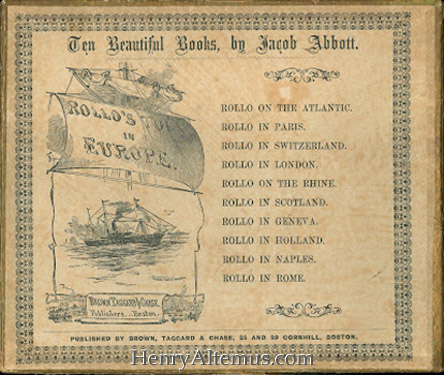 Ten Beautiful Books, by Jacob Abbott.
ROLLO'S TOUR
IN
EUROPE.
BROWN, TAGGARD & CHASE,
Publishers... Boston.
ROLLO ON THE ATLANTIC.
ROLLO IN PARIS.
ROLLO IN SWITZERLAND.
ROLLO IN LONDON.
ROLLO ON THE RHINE.
ROLLO IN SCOTLAND.
ROLLO IN GENEVA.
ROLLO IN HOLLAND.
ROLLO IN NAPLES.
ROLLO IN ROME.
PUBLISHED BY BROWN, TAGGARD & CHASE, 25 AND 29 CORNHILL, BOSTON.
HenryAltemus.com